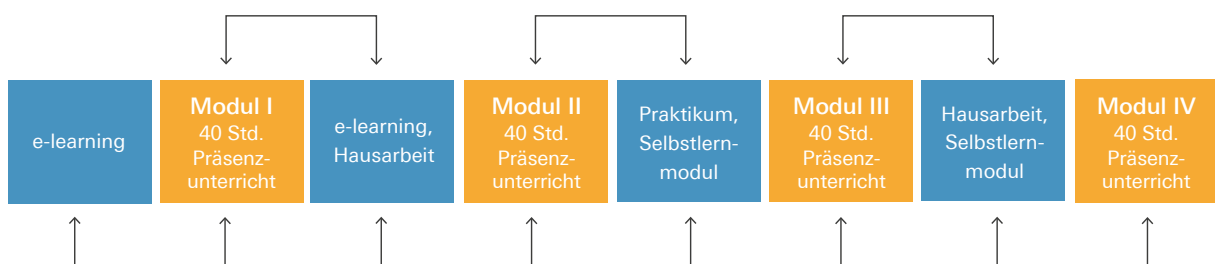 e-learning
Modul I
40 Std.
Präsenz-
unterricht
e-learning,
Hausarbeit
Modul II
40 Std.
Präsenz-
unterricht
Praktikum,
Selbstlern-
modul
Modul III
40 Std.
Präsenz-
unterricht
Hausarbeit,
Selbstlern-
modul
Modul IV
40 Std.
Präsenz-
unterricht